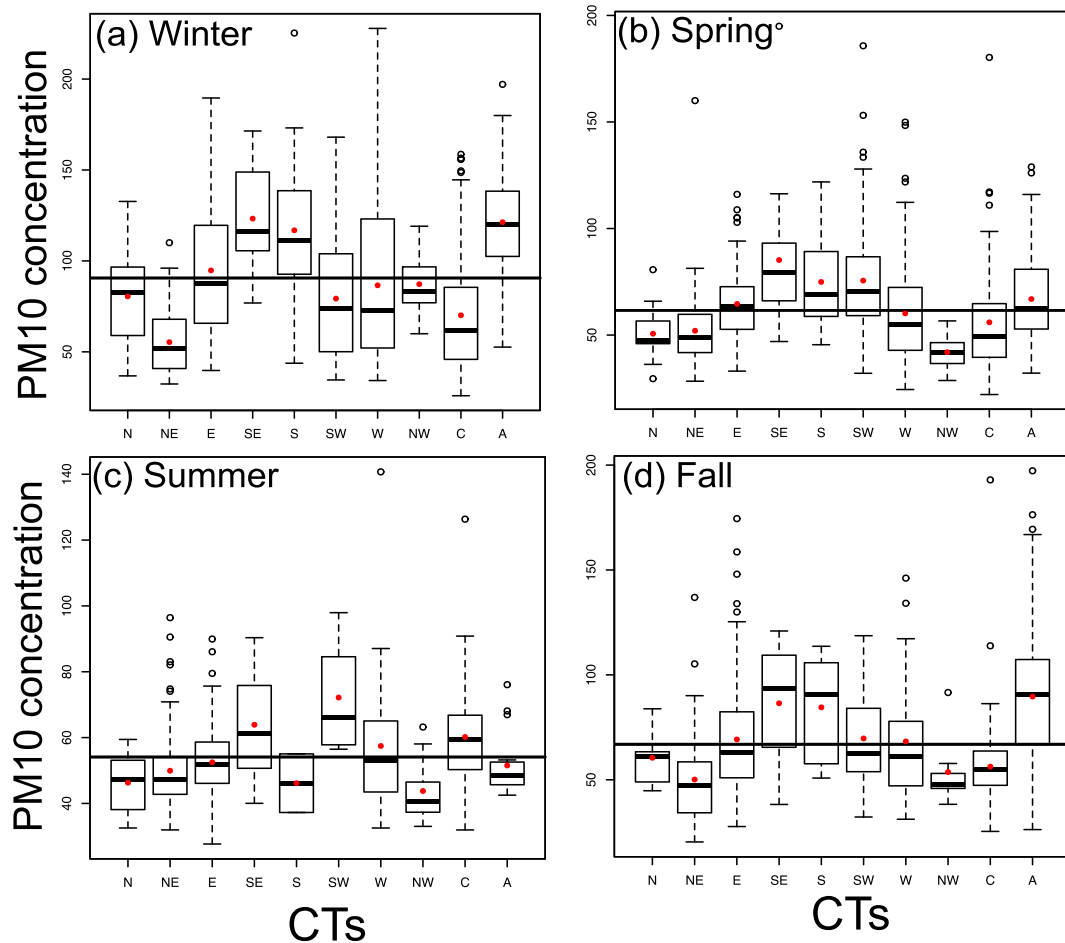 (a) Winter
PM10 concentration
200
150
100
50
N NE E SE S SW W NW C A
(b) Spring
200
150
100
50
N NE E SE S SW W NW C A
(c) Summer
PM10 concentration
140
120
100
80
60
40
N NE E SE S SW W NW C A
CTs
(d) Fall
200
150
100
50
N NE E SE S SW W NW C A
CTs